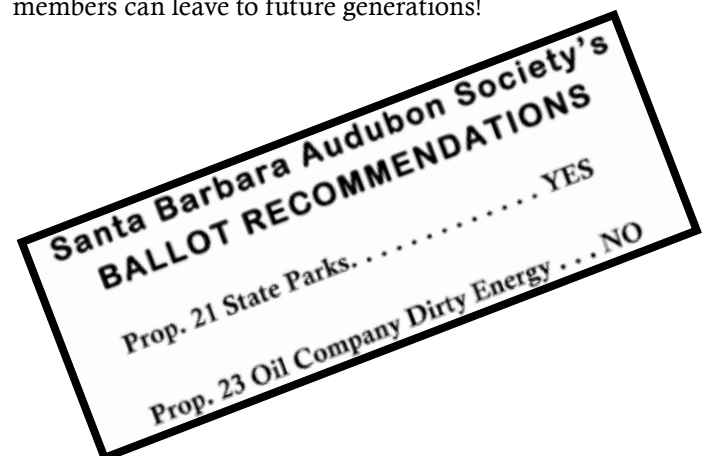 members can leave to future generations!
Santa Barbara Audubon Society's
BALLOT RECOMMENDATIONS
Prop. 21 State Parks. . . . . . . . . . . . . . YES
Prop. 23 Oil Company Dirty Energy . . . NO